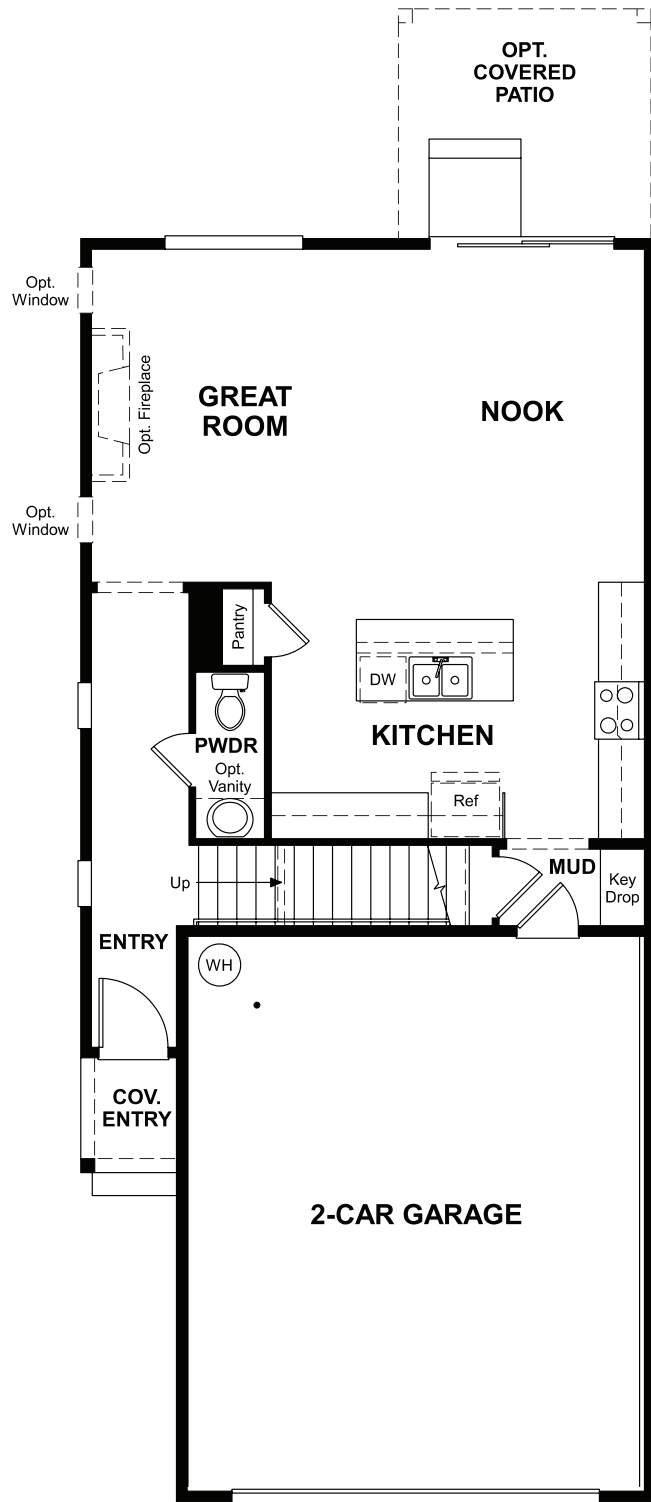 OPT.
COVERED
PATIO
Opt.
Window
Opt. Fireplace
GREAT
ROOM
NOOK
Opt.
Window
Pantry
DW
KITCHEN
PWDR
Opt.
Vanity
Ref
MUD
Key
Drop
Up
ENTRY
WH
COV.
ENTRY
2-CAR GARAGE